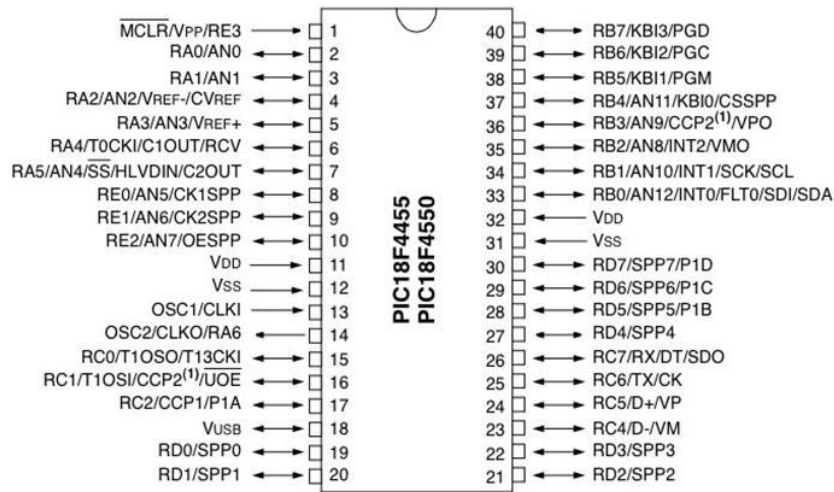 MCLR/VPP/RE3 1 40 RB7/KBI3/PGD
RA0/AN0 2 39 RB6/KBI2/PGC
RA1/AN1 3 38 RB5/KBI1/PGM
RA2/AN2/VREF-/CVREF 4 37 RB4/AN11/KBI0/CSSPP
RA3/AN3/VREF+ 5 36 RB3/AN9/CCP2(1)/VPO
RA4/T0CKI/C1OUT/RCV 6 35 RB2/AN8/INT2/VMO
RA5/AN4/SS/HLVDIN/C2OUT 7 34 RB1/AN10/INT1/SCK/SCL
RE0/AN5/CK1SPP 8 33 RB0/AN12/INT0/FLT0/SDI/SDA
RE1/AN6/CK2SPP 9 32 VDD
RE2/AN7/OESPP 10 31 VSS
VDD 11 30 RD7/SPP7/P1D
VSS 12 29 RD6/SPP6/P1C
OSC1/CLKI 13 28 RD5/SPP5/P1B
OSC2/CLKO/RA6 14 27 RD4/SPP4
RC0/T1OSO/T13CKI 15 26 RC7/RX/DT/SDO
RC1/T1OSI/CCP2(1)/UOE 16 25 RC6/TX/CK
RC2/CCP1/P1A 17 24 RC5/D+/VP
VUSB 18 23 RC4/D-/VM
RD0/SPP0 19 22 RD3/SPP3
RD1/SPP1 20 21 RD2/SPP2
PIC18F4455
PIC18F4550